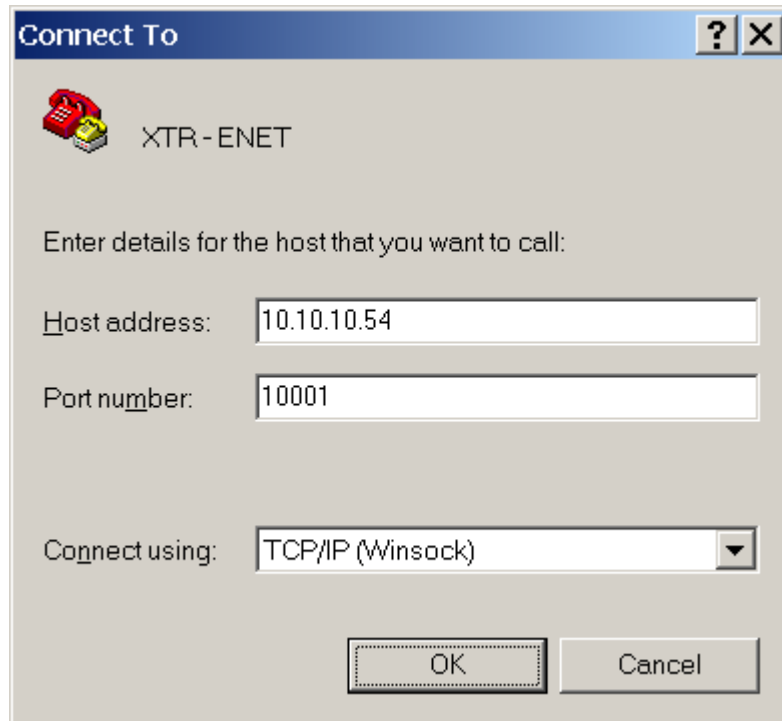 Connect To
XTR-ENET
Enter details for the host that you want to call:
Host address: 10.10.10.54
Port number: 10001
Connect using: TCP/IP (Winsock)
OK Cancel